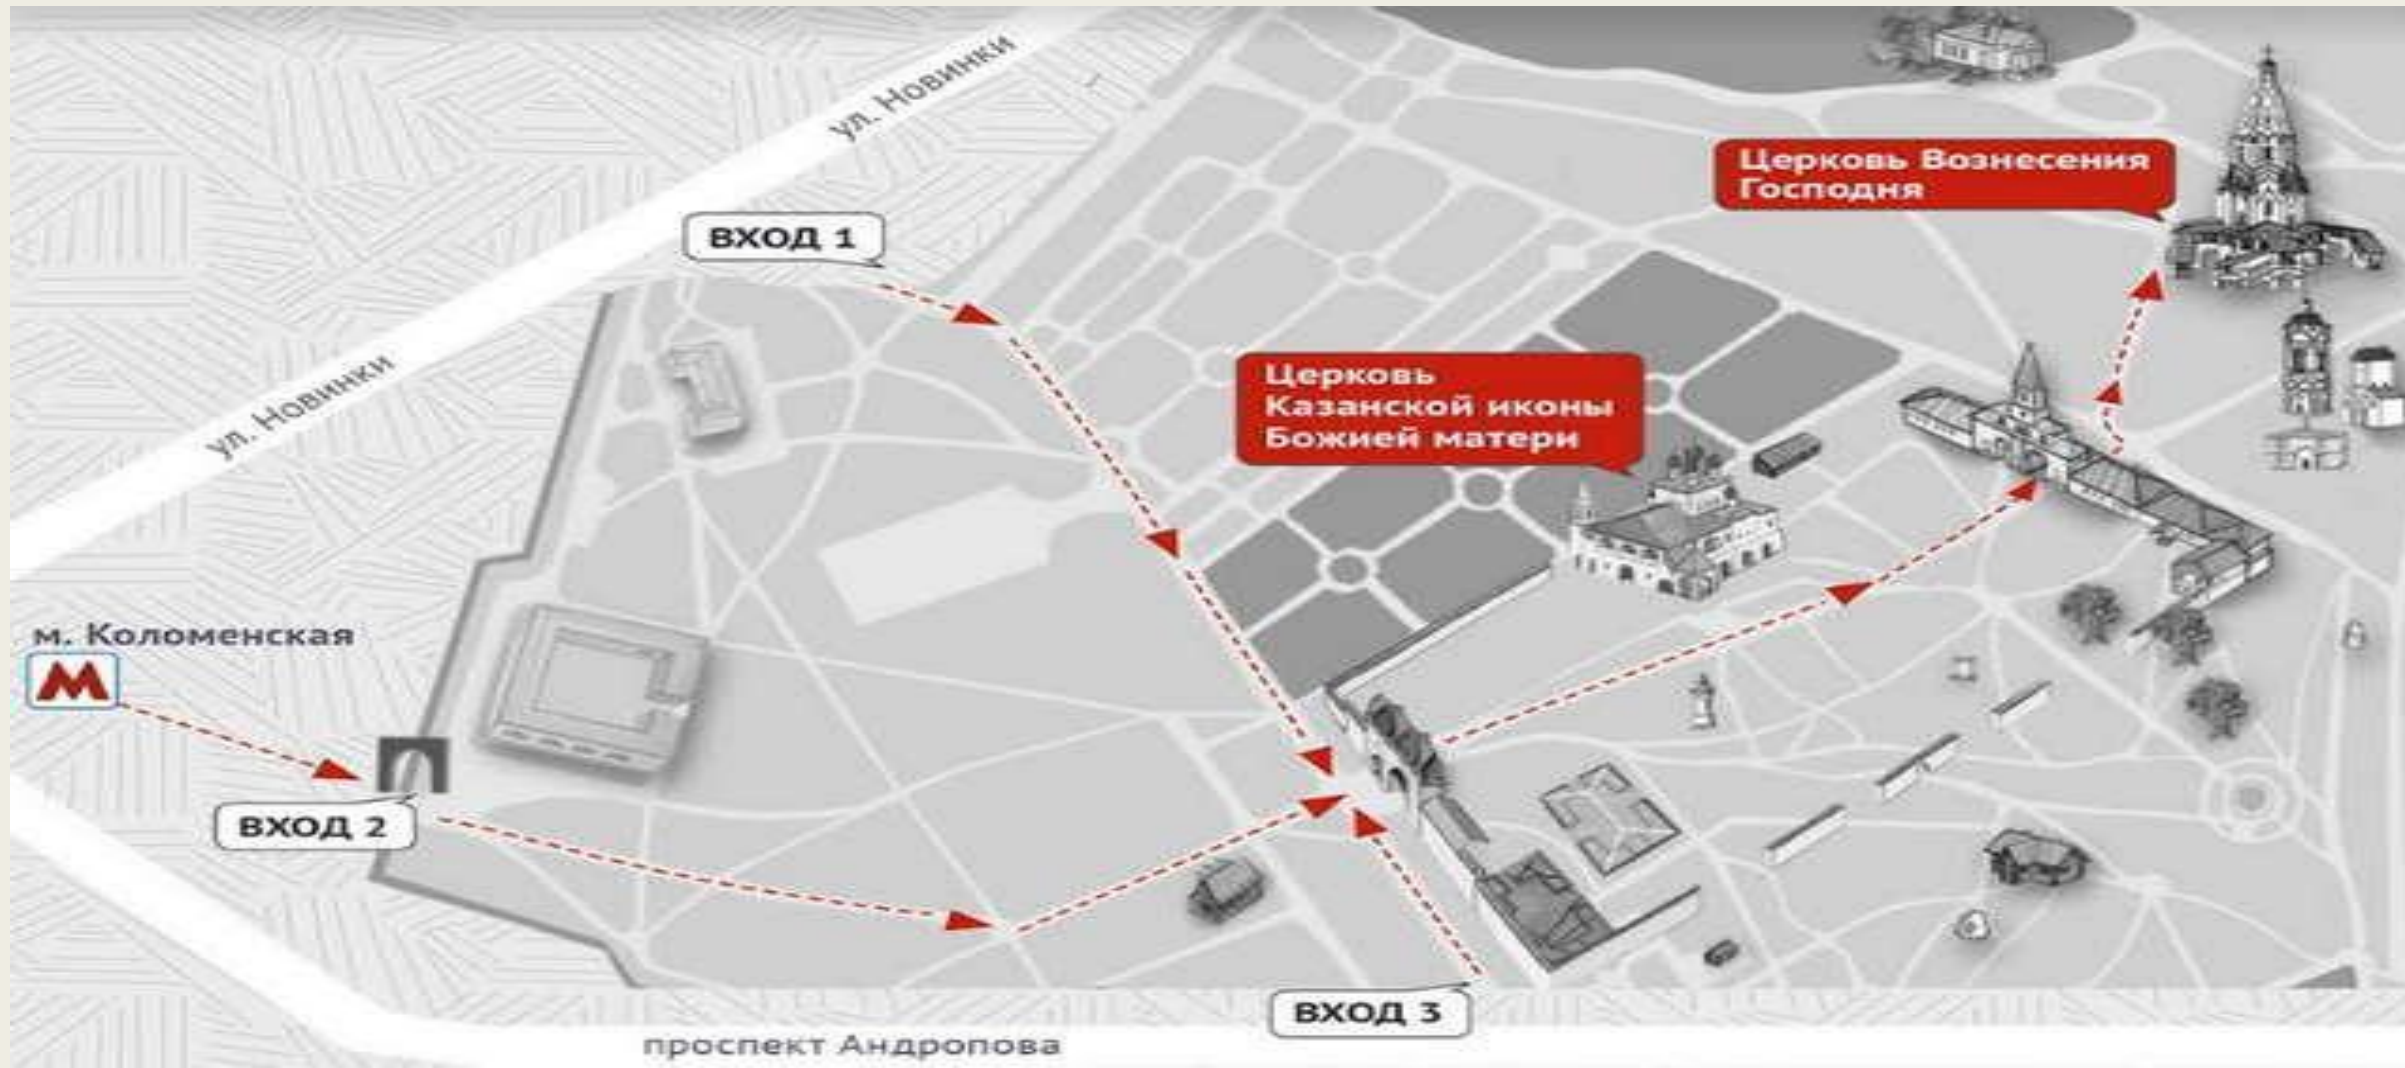 ул. Новинки
ВХОД 1
Церковь Вознесения
Господня
ул. Новинки
Церковь
Казанской иконы
Божией матери
м. Коломенская
М
ВХОД 2
ВХОД 3
проспект Андропова